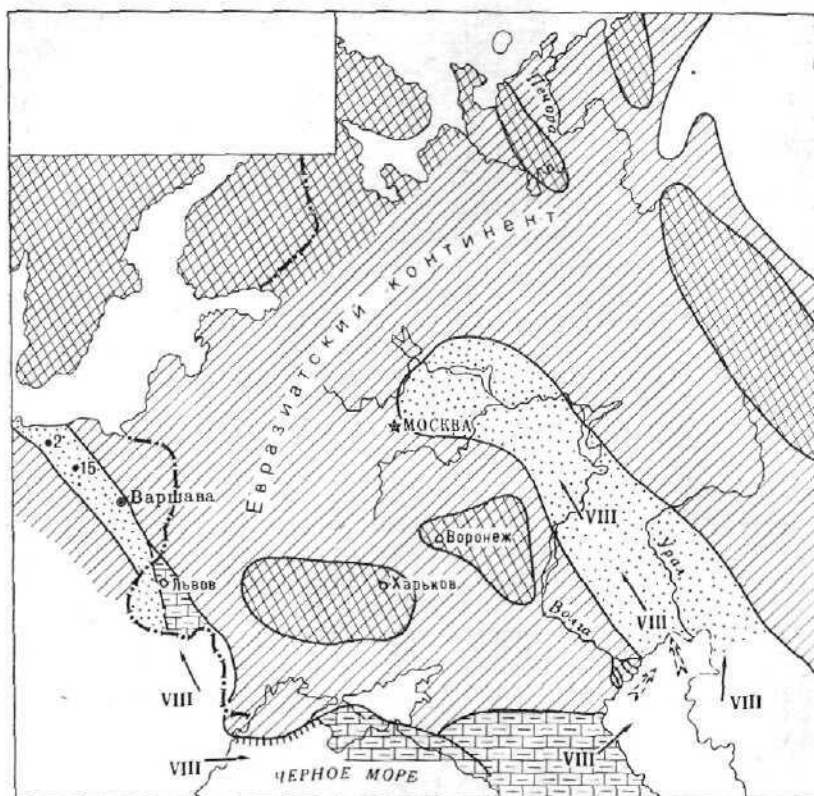 Печора
Евразиатский континент
МОСКВА
2
15
Варшава
VIII
Воронеж
Урал
Львов
Харьков
Волга
VIII
VIII
VIII
VIII
VIII
ЧЕРНОЕ МОРЕ